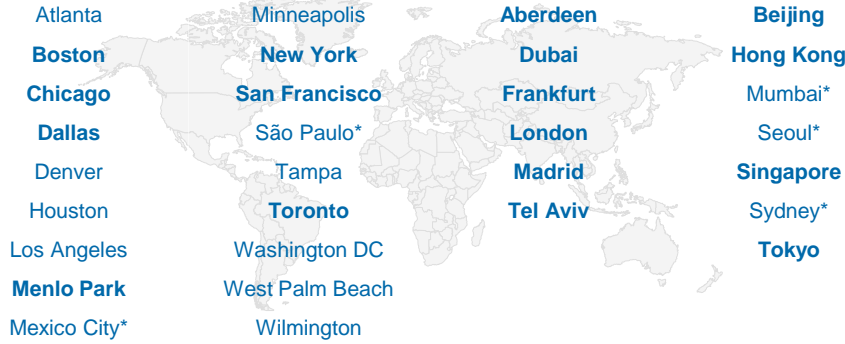 Atlanta
Boston
Chicago
Dallas
Denver
Houston
Los Angeles
Menlo Park
Mexico City*
Minneapolis
New York
San Francisco
São Paulo*
Tampa
Toronto
Washington DC
West Palm Beach
Wilmington
Aberdeen
Dubai
Frankfurt
London
Madrid
Tel Aviv
Beijing
Hong Kong
Mumbai*
Seoul*
Singapore
Sydney*
Tokyo